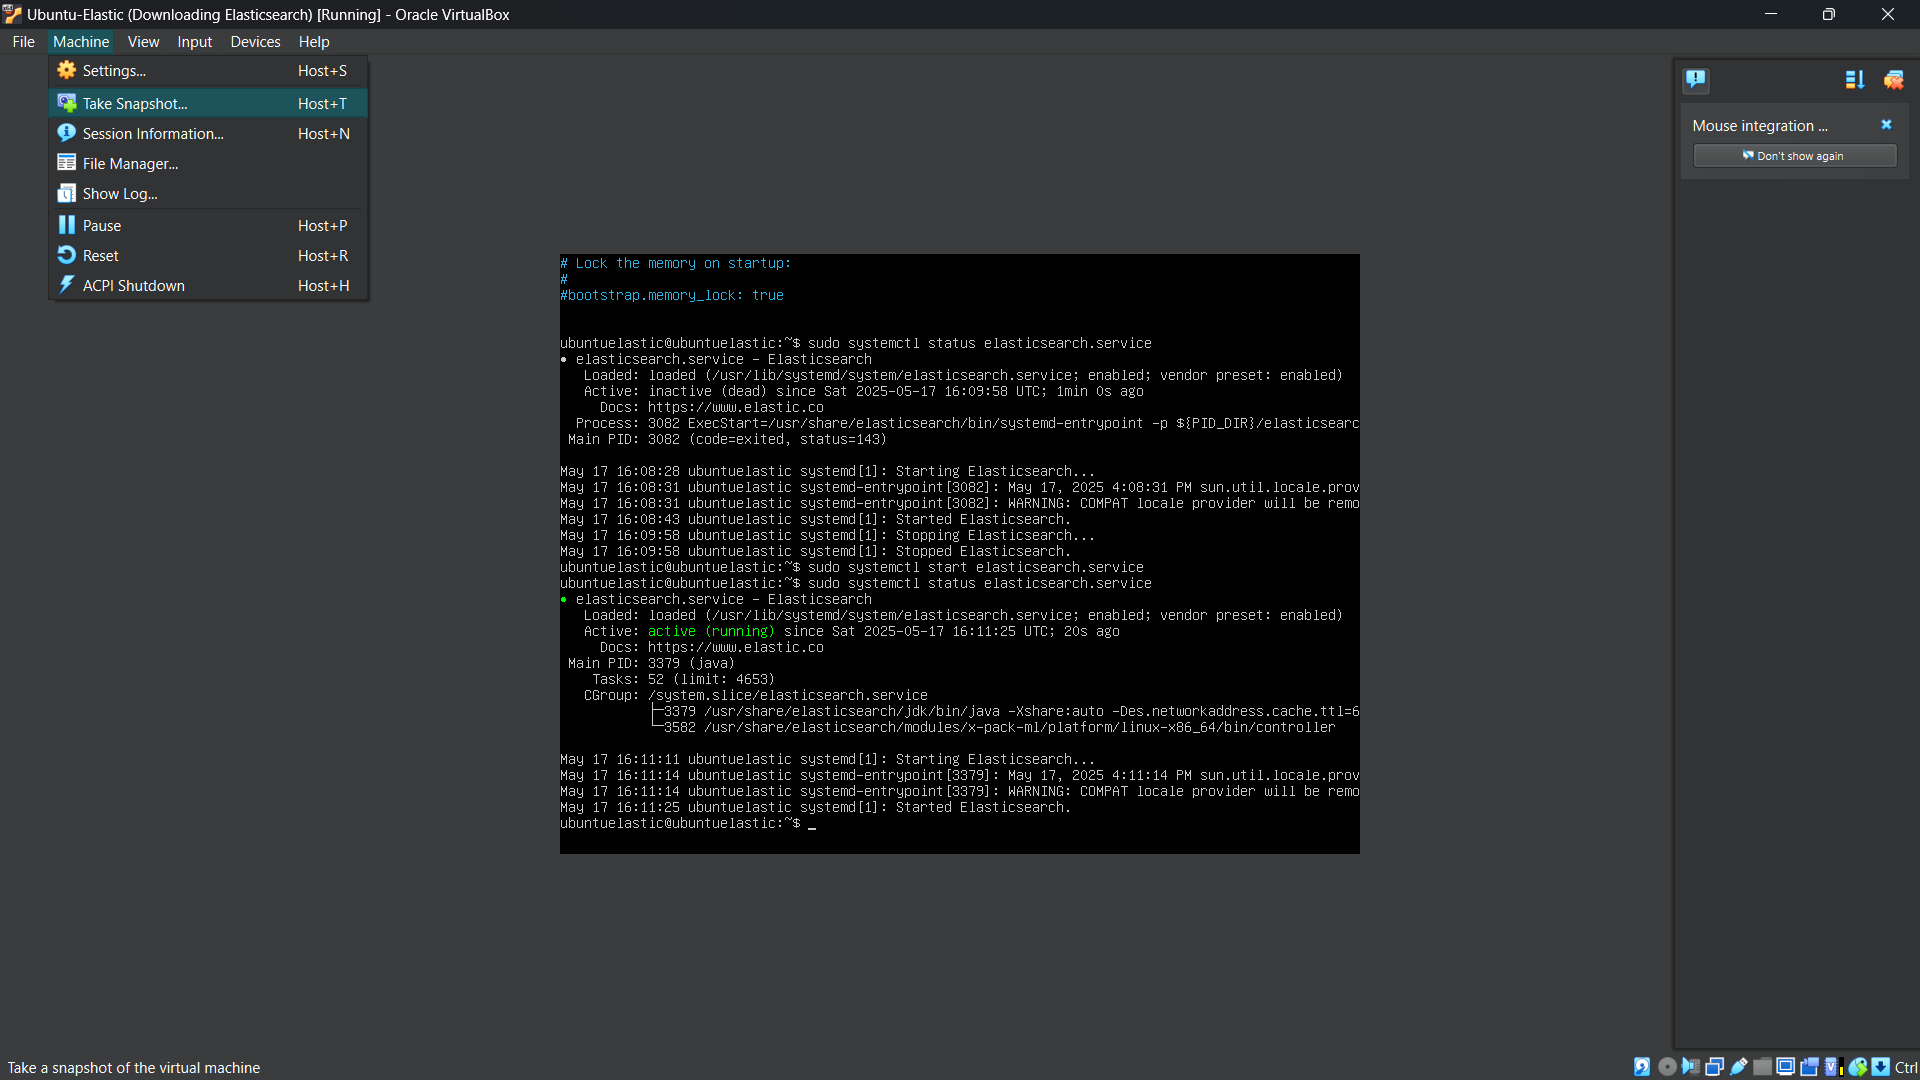 Ubuntu-Elastic (Downloading Elasticsearch) [Running] - Oracle VirtualBox
File Machine View Input Devices Help
Settings... Host+S
Take Snapshot... Host+T
Session Information... Host+N
File Manager...
Show Log...
Pause Host+P
Reset Host+R
ACPI Shutdown Host+H
Mouse integration ...
Don't show again
# Lock the memory on startup:
#
#bootstrap.memory_lock: true
ubuntuelastic@ubuntuelastic:~$ sudo systemctl status elasticsearch.service
● elasticsearch.service - Elasticsearch
Loaded: loaded (/usr/lib/systemd/system/elasticsearch.service; enabled; vendor preset: enabled)
Active: inactive (dead) since Sat 2025-05-17 16:09:58 UTC; 1min 0s ago
Docs: https://www.elastic.co
Process: 3082 ExecStart=/usr/share/elasticsearch/bin/systemd-entrypoint -p ${PID_DIR}/elasticsearc
Main PID: 3082 (code=exited, status=143)
May 17 16:08:28 ubuntuelastic systemd[1]: Starting Elasticsearch...
May 17 16:08:31 ubuntuelastic systemd-entrypoint[3082]: May 17, 2025 4:08:31 PM sun.util.locale.prov
May 17 16:08:31 ubuntuelastic systemd-entrypoint[3082]: WARNING: COMPAT locale provider will be remo
May 17 16:08:43 ubuntuelastic systemd[1]: Started Elasticsearch.
May 17 16:09:58 ubuntuelastic systemd[1]: Stopping Elasticsearch...
May 17 16:09:58 ubuntuelastic systemd[1]: Stopped Elasticsearch.
ubuntuelastic@ubuntuelastic:~$ sudo systemctl start elasticsearch.service
ubuntuelastic@ubuntuelastic:~$ sudo systemctl status elasticsearch.service
● elasticsearch.service - Elasticsearch
Loaded: loaded (/usr/lib/systemd/system/elasticsearch.service; enabled; vendor preset: enabled)
Active: active (running) since Sat 2025-05-17 16:11:25 UTC; 20s ago
Docs: https://www.elastic.co
Main PID: 3379 (java)
Tasks: 52 (limit: 4653)
CGroup: /system.slice/elasticsearch.service
├─3379 /usr/share/elasticsearch/jdk/bin/java -Xshare:auto -Des.networkaddress.cache.ttl=6
└─3582 /usr/share/elasticsearch/modules/x-pack-ml/platform/linux-x86_64/bin/controller
May 17 16:11:11 ubuntuelastic systemd[1]: Starting Elasticsearch...
May 17 16:11:14 ubuntuelastic systemd-entrypoint[3379]: May 17, 2025 4:11:14 PM sun.util.locale.prov
May 17 16:11:14 ubuntuelastic systemd-entrypoint[3379]: WARNING: COMPAT locale provider will be remo
May 17 16:11:25 ubuntuelastic systemd[1]: Started Elasticsearch.
ubuntuelastic@ubuntuelastic:~$ _
Take a snapshot of the virtual machine
Ctrl